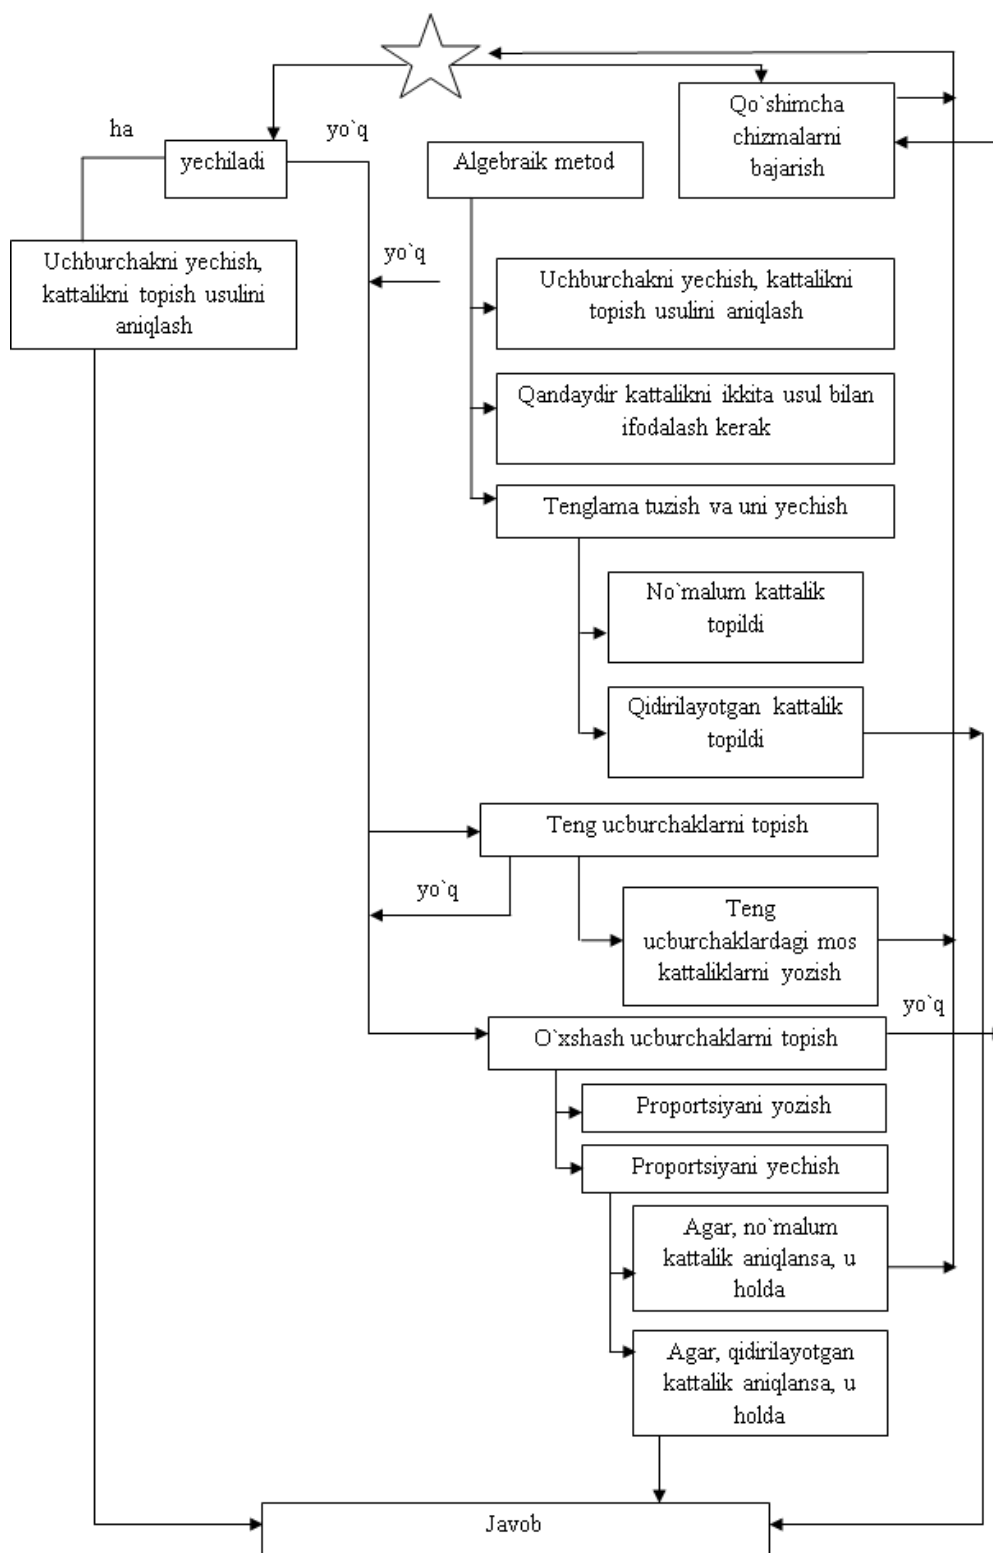 ha
yo`q
yechiladi
Algebraik metod
Qo`shimcha
chizmalarni
bajarish
Uchburchakni yechish,
kattalikni topish usulini
aniqlash
yo`q
Uchburchakni yechish, kattalikni
topish usulini aniqlash
Qandaydir kattalikni ikkita usul bilan
ifodalash kerak
Tenglama tuzish va uni yechish
No`malum kattalik
topildi
Qidirilayotgan kattalik
topildi
Teng ucburchaklarni topish
yo`q
Teng
ucburchaklardagi mos
kattaliklarni yozish
yo`q
O`xshash ucburchaklarni topish
Proportsiyani yozish
Proportsiyani yechish
Agar, no`malum
kattalik aniqlansa, u
holda
Agar, qidirilayotgan
kattalik aniqlansa, u
holda
Javob